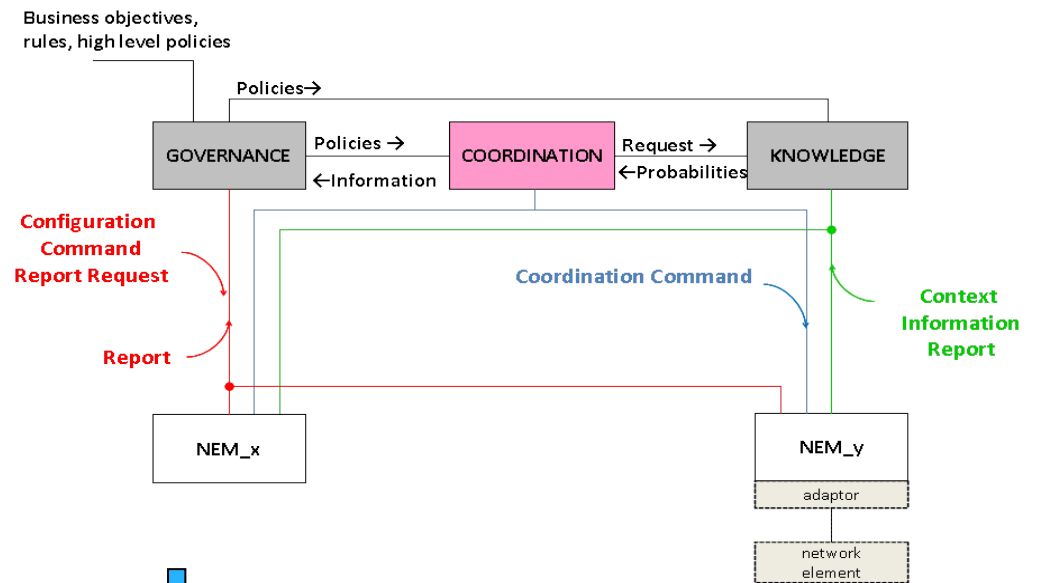 Business objectives,
rules, high level policies
Policies→
GOVERNANCE
Policies →
←Information
COORDINATION
Request →
←Probabilities
KNOWLEDGE
Configuration
Command
Report Request
Report
Coordination Command
Context
Information
Report
NEM_x
NEM_y
adaptor
network
element